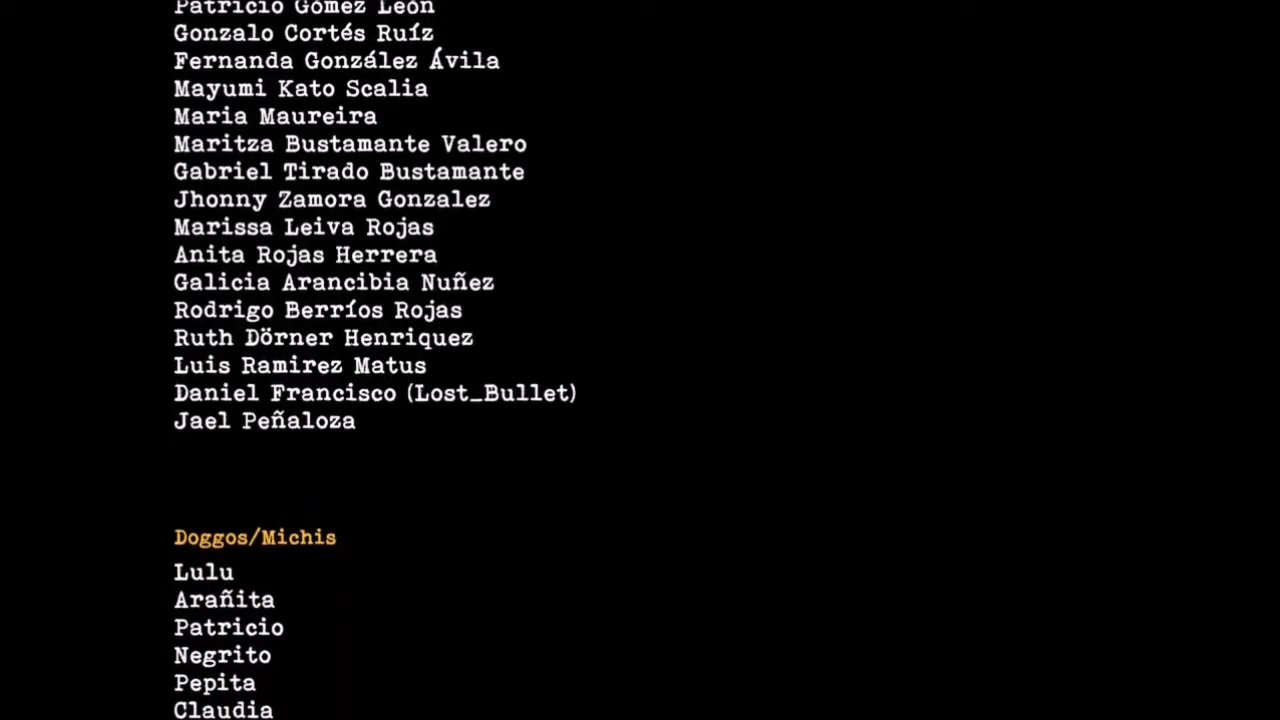 Patricio Gómez León
Gonzalo Cortés Ruíz
Fernanda González Ávila
Mayumi Kato Scalia
Maria Maureira
Maritza Bustamante Valero
Gabriel Tirado Bustamante
Jhonny Zamora Gonzalez
Marissa Leiva Rojas
Anita Rojas Herrera
Galicia Arancibia Nuñez
Rodrigo Berríos Rojas
Ruth Dörner Henriquez
Luis Ramirez Matus
Daniel Francisco (Lost_Bullet)
Jael Peñaloza
Doggos/Michis
Lulu
Arañita
Patricio
Negrito
Pepita
Claudia